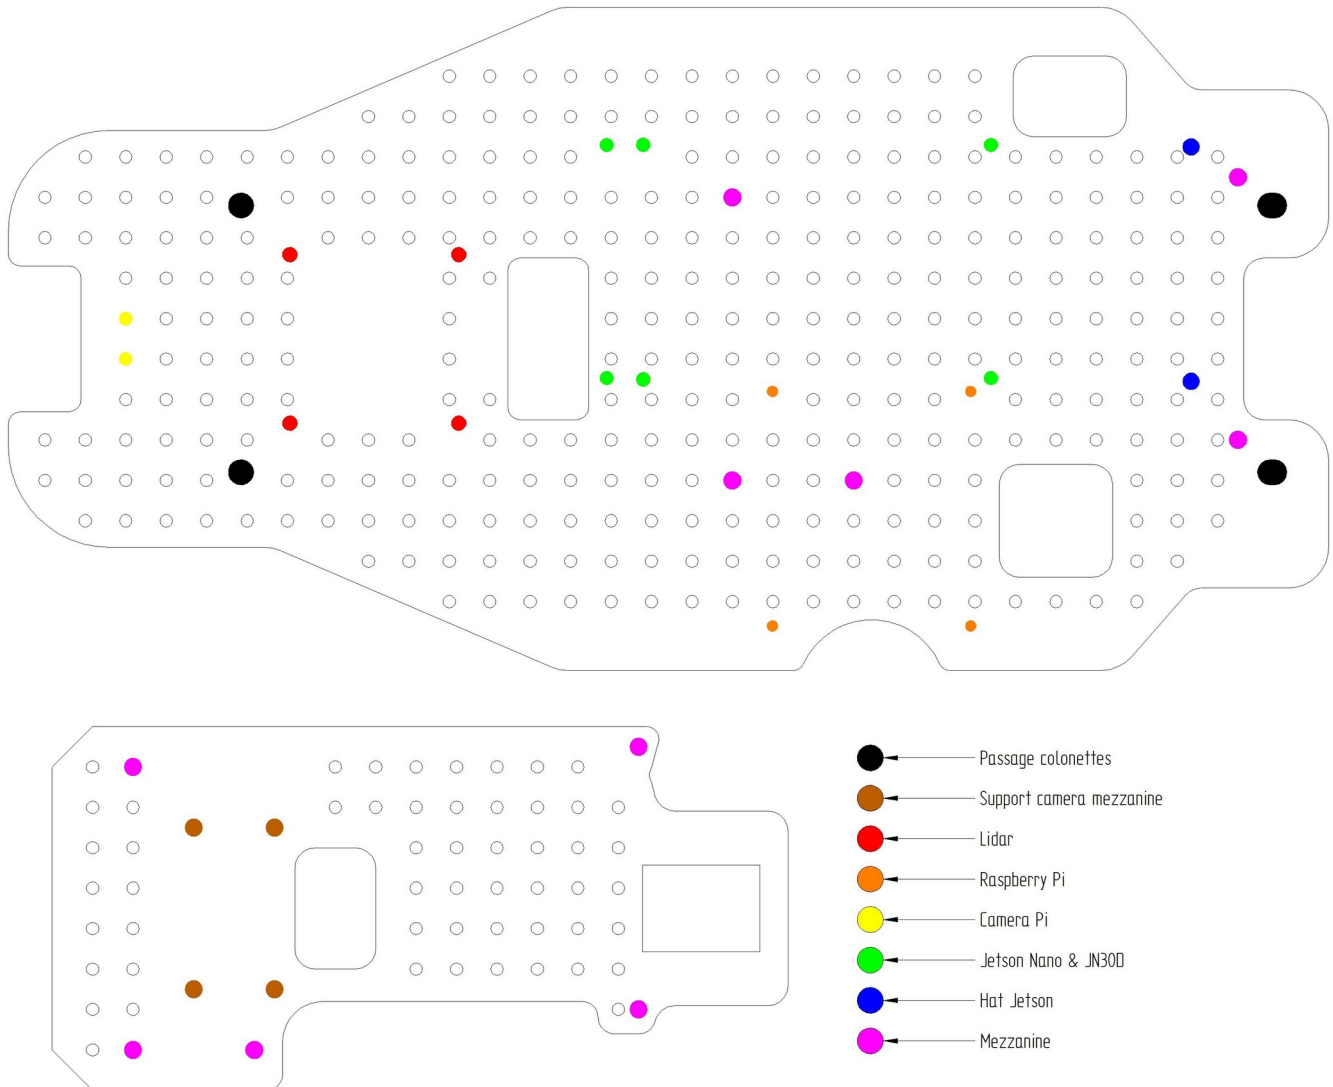 Passage colonettes
Support camera mezzanine
Lidar
Raspberry Pi
Camera Pi
Jetson Nano & JN30D
Hat Jetson
Mezzanine